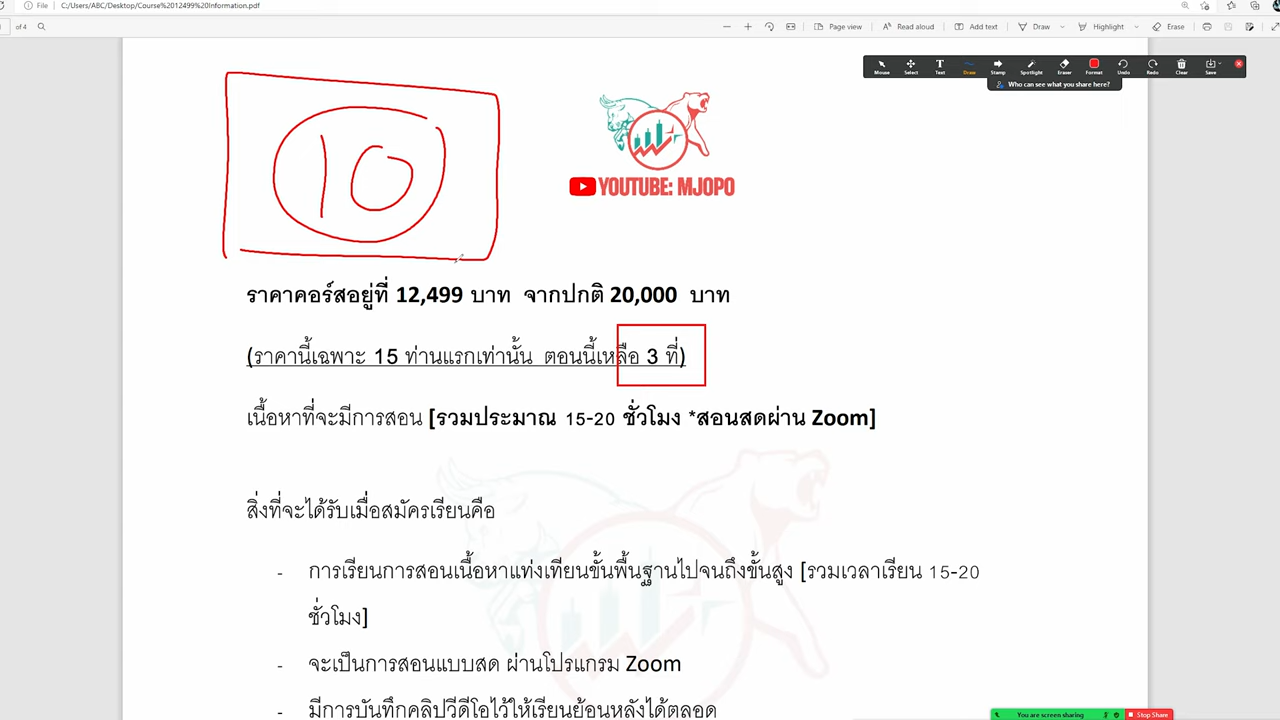 File
C:/Users/ABC/Desktop/Course%2012499%20Information.pdf
of 4
Page view
Read aloud
Add text
Draw
Highlight
Erase
Mouse
Select
Text
Draw
Stamp
Spotlight
Eraser
Format
Undo
Redo
Clear
Save
Who can see what you share here?
10
YOUTUBE: MJOPO
ราคาคอร์สอยู่ที่ 12,499 บาท จากปกติ 20,000 บาท
(ราคานี้เฉพาะ 15 ท่านแรกเท่านั้น ตอนนี้เหลือ 3 ที่)
เนื้อหาที่จะมีการสอน [รวมประมาณ 15-20 ชั่วโมง *สอนสดผ่าน Zoom]
สิ่งที่จะได้รับเมื่อสมัครเรียนคือ
- การเรียนการสอนเนื้อหาแท่งเทียนขั้นพื้นฐานไปจนถึงขั้นสูง [รวมเวลาเรียน 15-20
ชั่วโมง]
- จะเป็นการสอนแบบสด ผ่านโปรแกรม Zoom
- มีการบันทึกคลิปวีดีโอไว้ให้เรียนย้อนหลังได้ตลอด
You are screen sharing
Stop Share